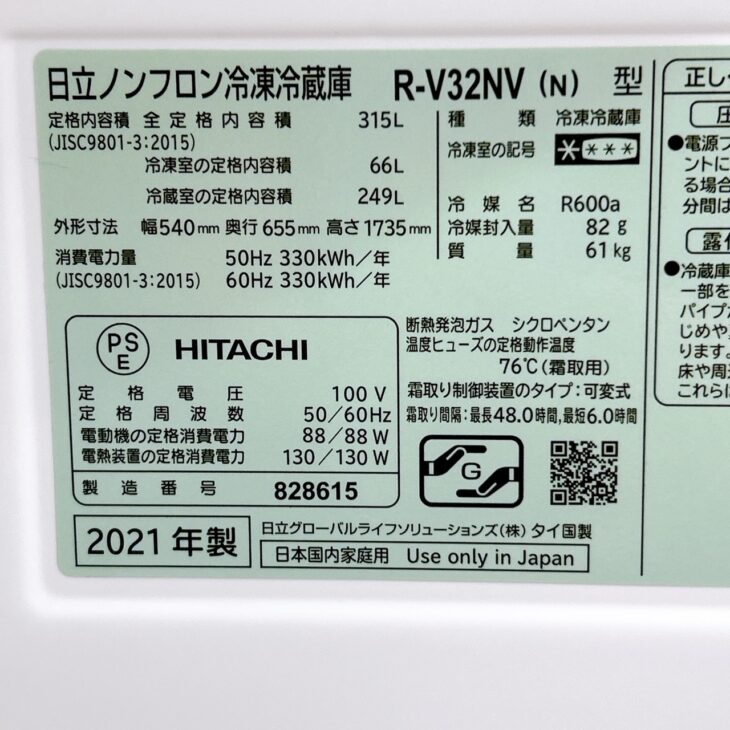 日立ノンフロン冷凍冷蔵庫 R-V32NV (N) 型
定格内容積 全定格内容積 315L
(JISC9801-3:2015)
冷凍室の定格内容積 66L
冷蔵室の定格内容積 249L
外形寸法 幅540mm 奥行655mm 高さ1735mm
消費電力量 50Hz 330kWh/年
(JISC9801-3:2015) 60Hz 330kWh/年
種類 冷凍冷蔵庫
冷凍室の記号 ****
冷媒名 R600a
冷媒封入量 82g
質量 61kg
PS
E
HITACHI
定格電圧 100V
定格周波数 50/60Hz
電動機の定格消費電力 88/88W
電熱装置の定格消費電力 130/130W
製造番号 828615
断熱発泡ガス シクロペンタン
温度ヒューズの定格動作温度
76℃(霜取用)
霜取り制御装置のタイプ:可変式
霜取り間隔:最長48.0時間,最短6.0時間
G
2021年製
日立グローバルライフソリューションズ(株) タイ国製
日本国内家庭用 Use only in Japan
正し
●電源
ントに
る場合
分間は
●冷蔵庫
一部を
パイプが
じめや
ります。
床や周
これら